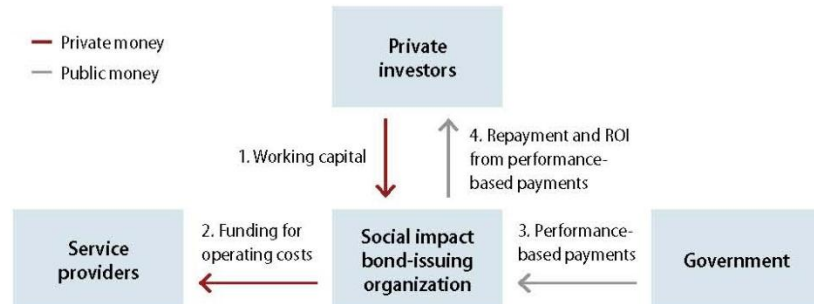 Private money
Public money
Private
investors
1. Working capital
4. Repayment and ROI
from performance-
based payments
Service
providers
2. Funding for
operating costs
Social impact
bond-issuing
organization
3. Performance-
based payments
Government